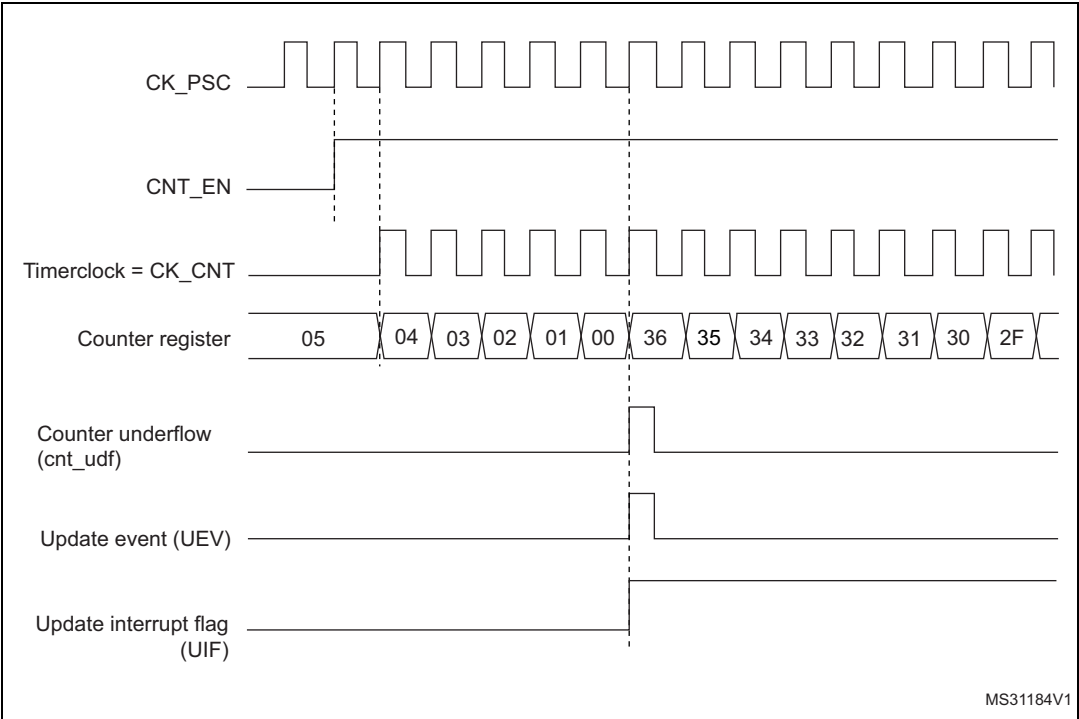 CK_PSC
CNT_EN
Timerclock = CK_CNT
Counter register 05 04 03 02 01 00 36 35 34 33 32 31 30 2F
Counter underflow
(cnt_udf)
Update event (UEV)
Update interrupt flag
(UIF)
MS31184V1